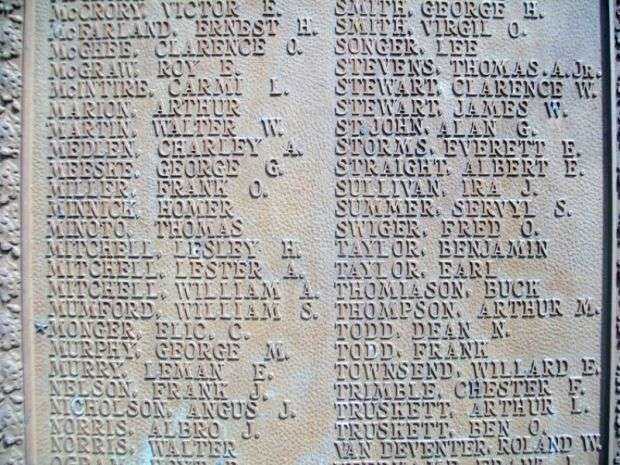 McCRORY, VICTOR E.
McFARLAND, ERNEST H.
McGHEE, CLARENCE O.
McGRAW, ROY E.
McINTIRE, CARMI L.
MARION, ARTHUR
MARTIN, WALTER W.
MEDLEN, CHARLEY A.
MEESKE, GEORGE G.
MILLER, FRANK O.
MINNICH, HOMER
MINOTO, THOMAS
MITCHELL, LESLEY H.
MITCHELL, LESTER A.
MITCHELL, WILLIAM A.
MUMFORD, WILLIAM S.
★MONGER, ELIC. C.
MURPHY, GEORGE M.
MURRY, LEMAN E.
NELSON, FRANK J.
NICHOLSON, ANGUS J.
NORRIS, ALBRO J.
NORRIS, WALTER
SMITH, GEORGE H.
SMITH, VIRGIL O.
SONGER, LEE
STEVENS, THOMAS.A.JR.
STEWART, CLARENCE W.
STEWART, JAMES W.
ST.JOHN, ALAN G.
STORMS, EVERETT E.
STRAIGHT, ALBERT E.
SULLIVAN, IRA J.
SUMMER, SERVYL S.
SWIGER, FRED O.
TAYLOR, BENJAMIN
TAYLOR, EARL
THOMIASON, BUCK
THOMPSON, ARTHUR M.
TODD, DEAN N.
TODD, FRANK
TOWNSEND, WILLARD E.
TRIMBLE, CHESTER F.
TRUSKETT, ARTHUR L.
TRUSKETT, BEN O.
VAN DEVENTER, ROLAND W.